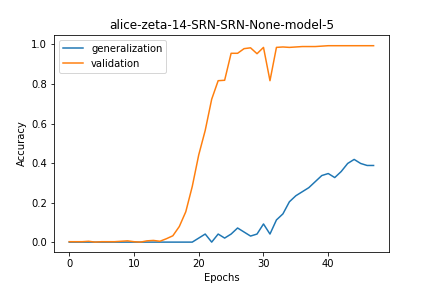 alice-zeta-14-SRN-SRN-None-model-5
generalization
validation
Accuracy
1.0
0.8
0.6
0.4
0.2
0.0
0 10 20 30 40
Epochs